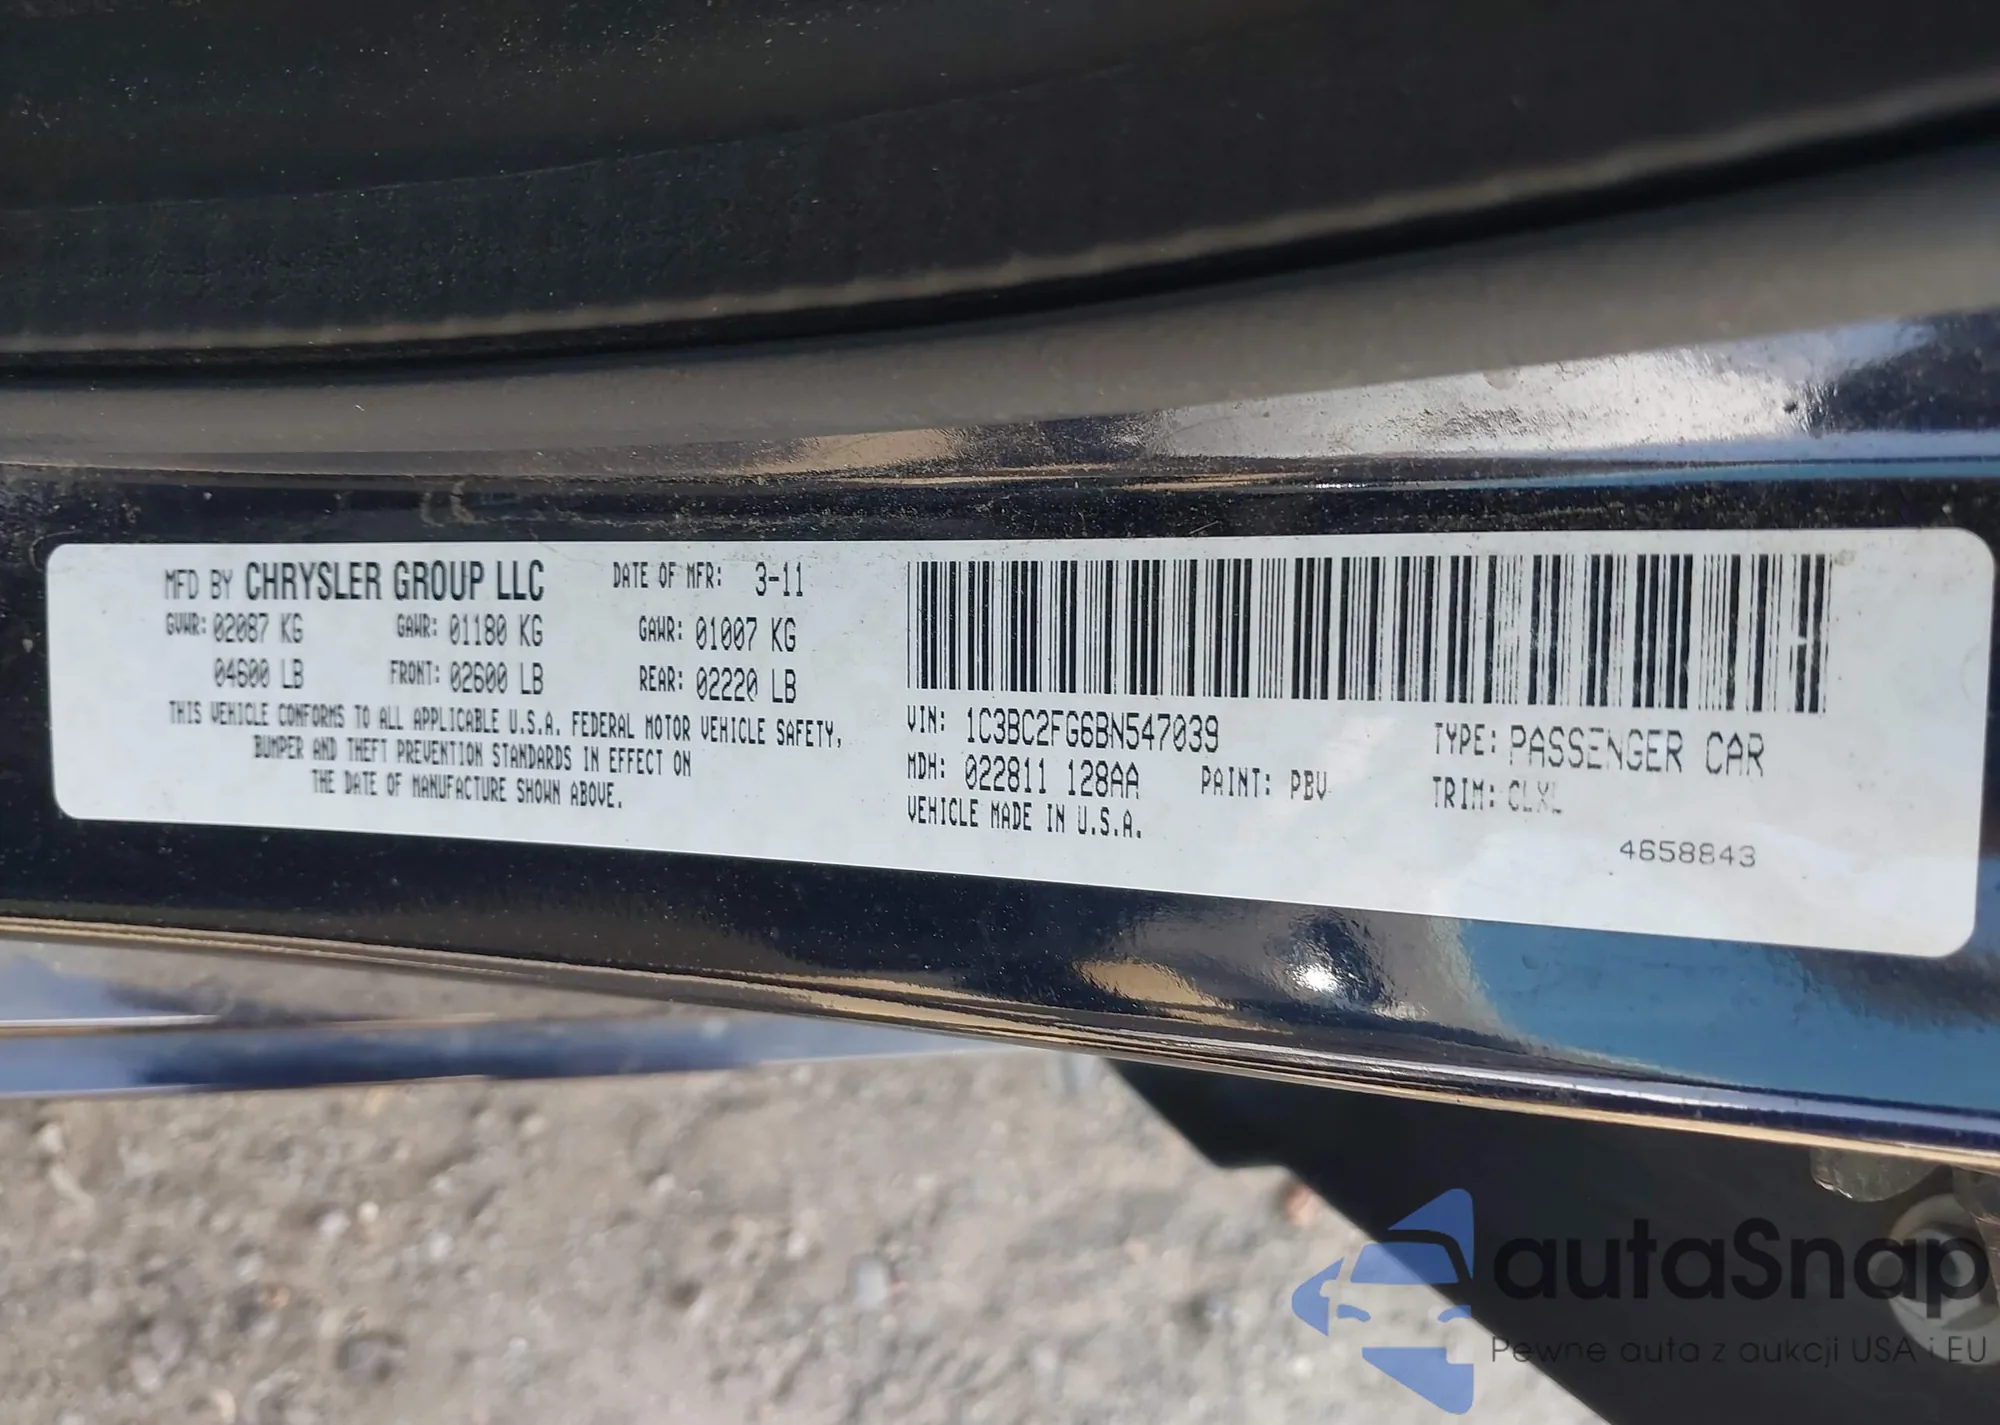 MFD BY CHRYSLER GROUP LLC DATE OF MFR: 3-11
GVWR: 02087 KG GAWR: 01180 KG GAWR: 01007 KG
04600 LB FRONT: 02600 LB REAR: 02220 LB
THIS VEHICLE CONFORMS TO ALL APPLICABLE U.S.A. FEDERAL MOTOR VEHICLE SAFETY,
BUMPER AND THEFT PREVENTION STANDARDS IN EFFECT ON
THE DATE OF MANUFACTURE SHOWN ABOVE.
VIN: 1C3BC2FG6BN547039 TYPE: PASSENGER CAR
MDH: 022811 128AA PAINT: PBV TRIM: CLXL
VEHICLE MADE IN U.S.A.
4658843
autaSnap
Pewne auta z aukcji USA i EU